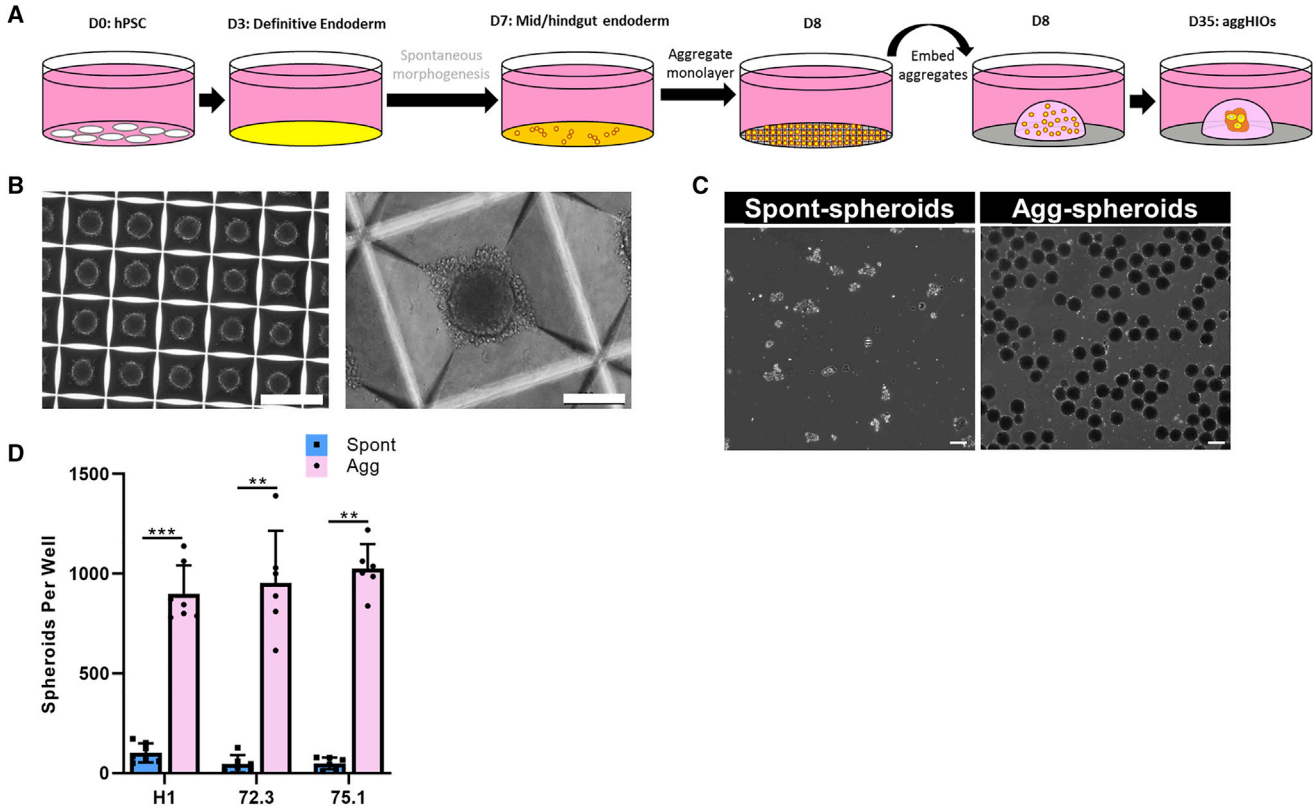 A
D0: hPSC
D3: Definitive Endoderm
D7: Mid/hindgut endoderm
D8
D8
D35: aggHIOs
Spontaneous
morphogenesis
Aggregate
monolayer
Embed
aggregates
B
C
Spont-spheroids
Agg-spheroids
D
Spont
Agg
Spheroids Per Well
1500
1000
500
0
***
**
**
H1
72.3
75.1